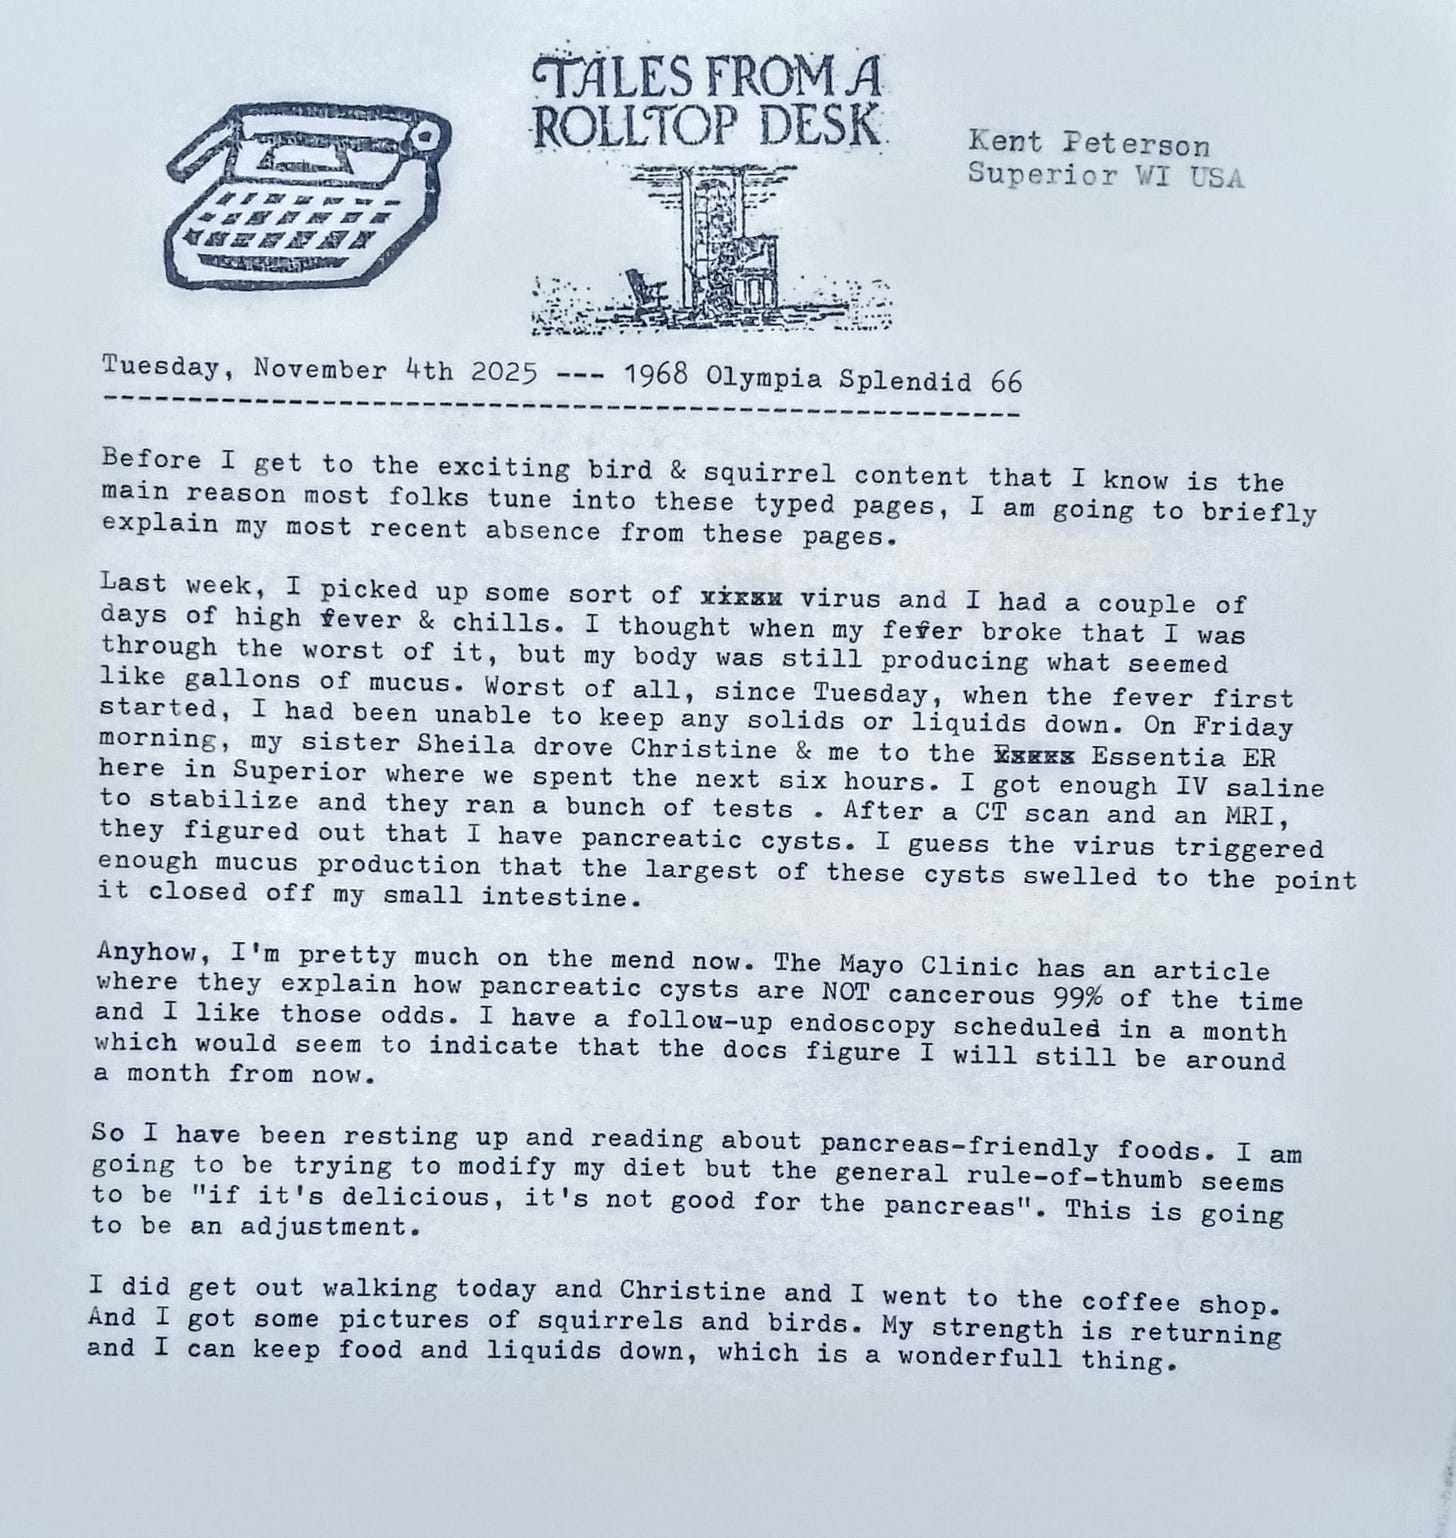 TALES FROM A
ROLLTOP DESK
Kent Peterson
Superior WI USA
Tuesday, November 4th 2025 --- 1968 Olympia Splendid 66
Before I get to the exciting bird & squirrel content that I know is the
main reason most folks tune into these typed pages, I am going to briefly
explain my most recent absence from these pages.
Last week, I picked up some sort of virus and I had a couple of
days of high fever & chills. I thought when my fever broke that I was
through the worst of it, but my body was still producing what seemed
like gallons of mucus. Worst of all, since Tuesday, when the fever first
started, I had been unable to keep any solids or liquids down. On Friday
morning, my sister Sheila drove Christine & me to the Essentia ER
here in Superior where we spent the next six hours. I got enough IV saline
to stabilize and they ran a bunch of tests . After a CT scan and an MRI,
they figured out that I have pancreatic cysts. I guess the virus triggered
enough mucus production that the largest of these cysts swelled to the point
it closed off my small intestine.
Anyhow, I'm pretty much on the mend now. The Mayo Clinic has an article
where they explain how pancreatic cysts are NOT cancerous 99% of the time
and I like those odds. I have a follow-up endoscopy scheduled in a month
which would seem to indicate that the docs figure I will still be around
a month from now.
So I have been resting up and reading about pancreas-friendly foods. I am
going to be trying to modify my diet but the general rule-of-thumb seems
to be "if it's delicious, it's not good for the pancreas". This is going
to be an adjustment.
I did get out walking today and Christine and I went to the coffee shop.
And I got some pictures of squirrels and birds. My strength is returning
and I can keep food and liquids down, which is a wonderfull thing.